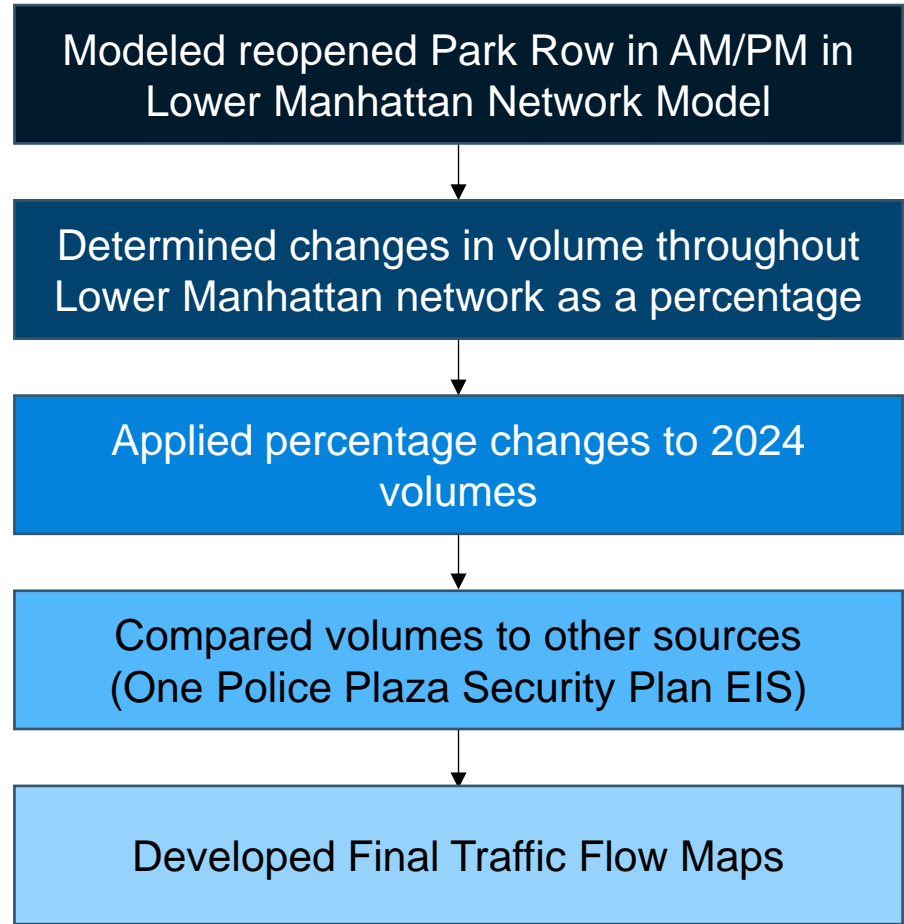 Modeled reopened Park Row in AM/PM in
Lower Manhattan Network Model
Determined changes in volume throughout
Lower Manhattan network as a percentage
Applied percentage changes to 2024
volumes
Compared volumes to other sources
(One Police Plaza Security Plan EIS)
Developed Final Traffic Flow Maps